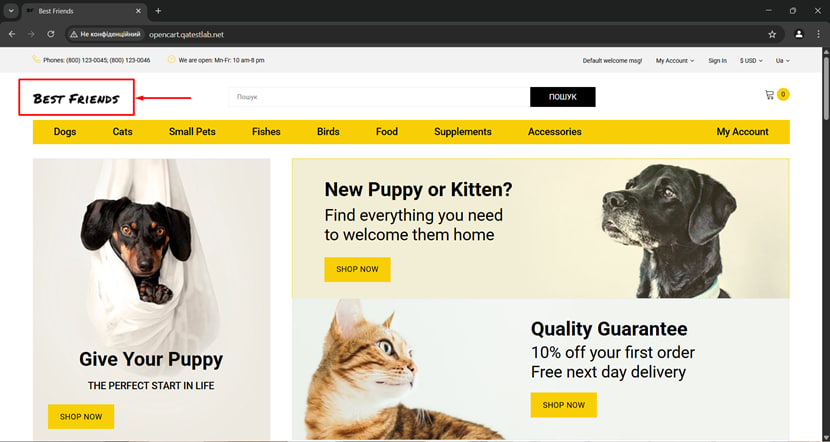 Best Friends
Не конфіденційний
opencart.qatestlab.net
Phones: (800) 123-0045; (800) 123-0046
We are open: Mn-Fr: 10 am-8 pm
Default welcome msg!
My Account
Sign In
$ USD
Ua
BEST FRIENDS
Пошук
ПОШУК
0
Dogs
Cats
Small Pets
Fishes
Birds
Food
Supplements
Accessories
My Account
Give Your Puppy
THE PERFECT START IN LIFE
SHOP NOW
New Puppy or Kitten?
Find everything you need
to welcome them home
SHOP NOW
Quality Guarantee
10% off your first order
Free next day delivery
SHOP NOW